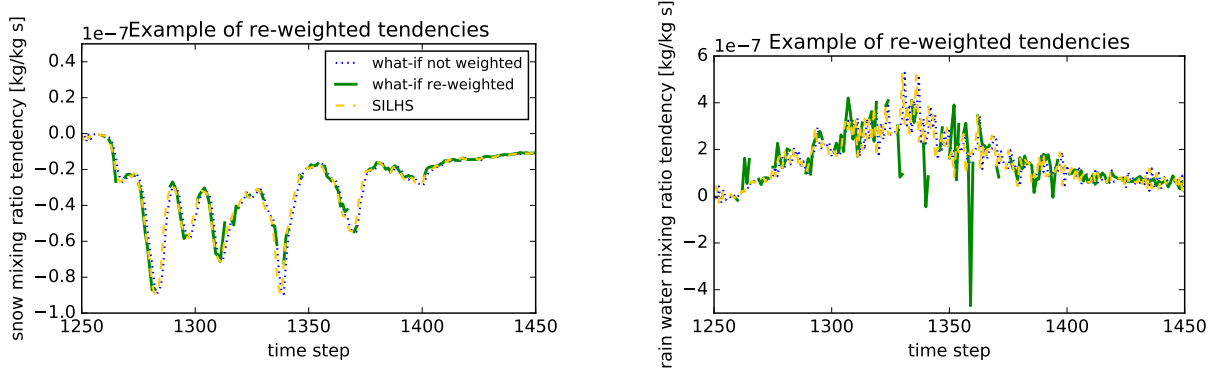 1e−7
Example of re-weighted tendencies
snow mixing ratio tendency [kg/kg s]
0.4
0.2
0.0
−0.2
−0.4
−0.6
−0.8
−1.0
what-if not weighted
what-if re-weighted
SILHS
1250
1300
1350
1400
1450
time step
1e−7
Example of re-weighted tendencies
rain water mixing ratio tendency [kg/kg s]
6
4
2
0
−2
−4
1250
1300
1350
1400
1450
time step